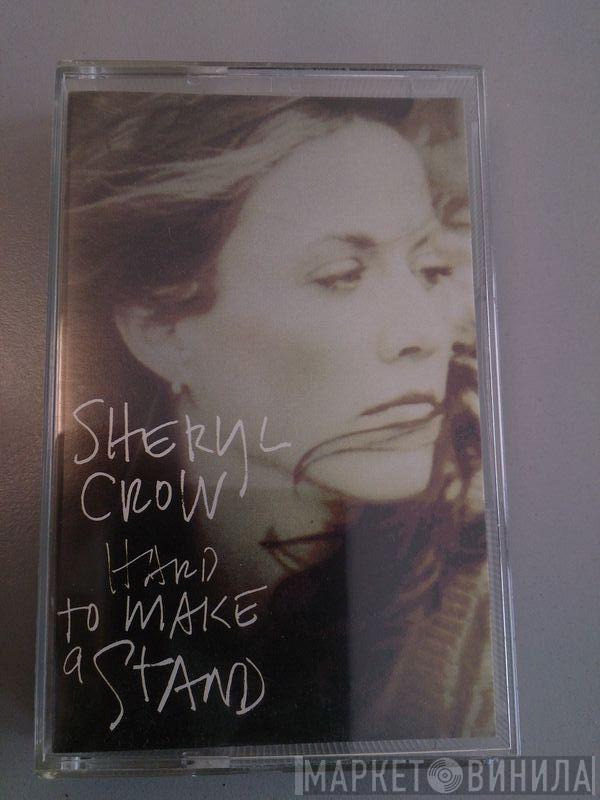 SHERYL
CROW
HARD
to MAKE
a StAND
МАРКЕТ ВИНИЛА